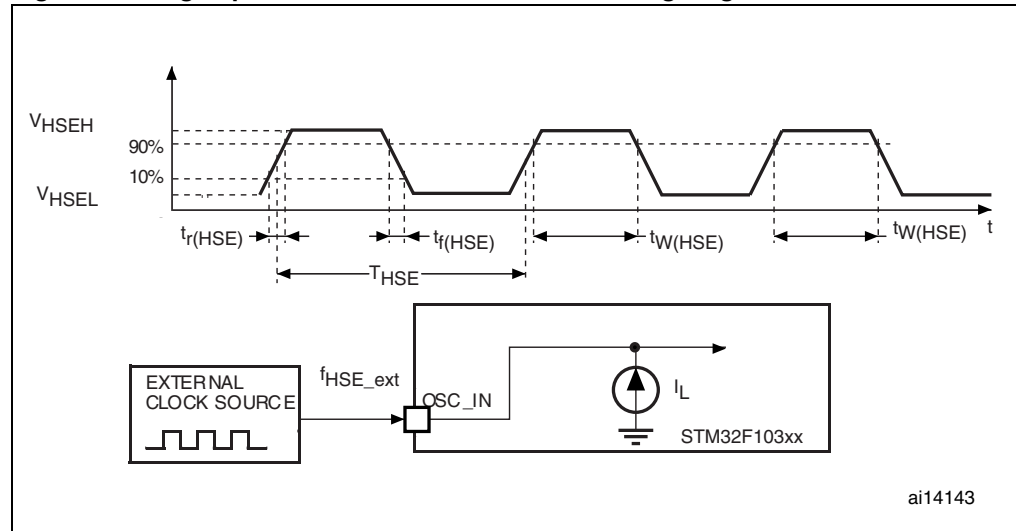 VHSEH
90%
10%
VHSEL
tr(HSE)
tf(HSE)
tW(HSE)
tW(HSE)
t
THSE
EXTERNAL
CLOCK SOURCE
fHSE_ext
OSC_IN
IL
STM32F103xx
ai14143